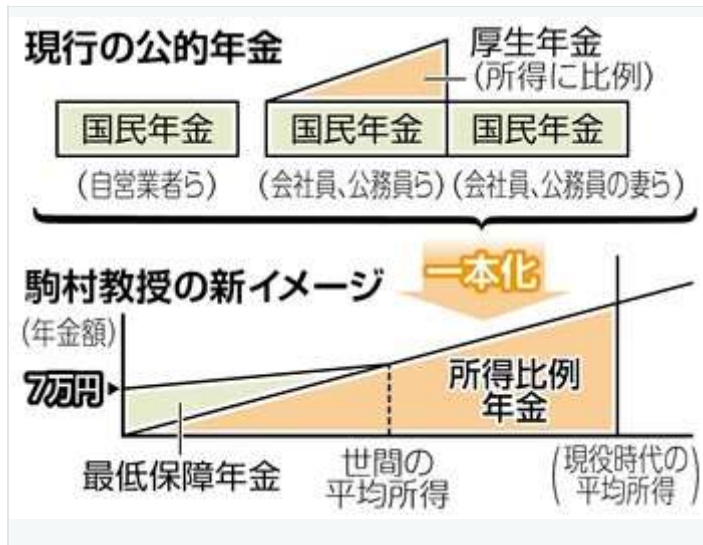 現行の公的年金
厚生年金
(所得に比例)
国民年金
国民年金
国民年金
(自営業者ら)
(会社員、公務員ら)
(会社員、公務員の妻ら)
一本化
駒村教授の新イメージ
(年金額)
7万円
所得比例
年金
最低保障年金
世間の
平均所得
(現役時代の
平均所得)